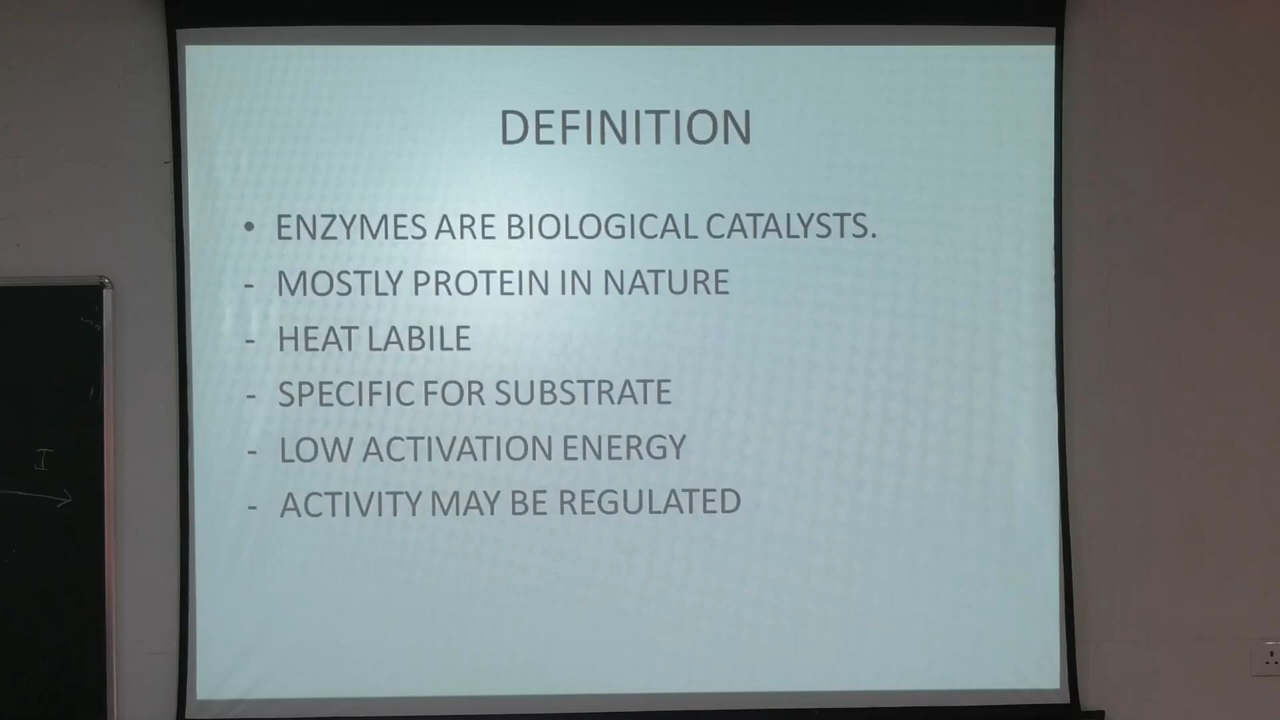 DEFINITION
• ENZYMES ARE BIOLOGICAL CATALYSTS.
- MOSTLY PROTEIN IN NATURE
- HEAT LABILE
- SPECIFIC FOR SUBSTRATE
- LOW ACTIVATION ENERGY
- ACTIVITY MAY BE REGULATED